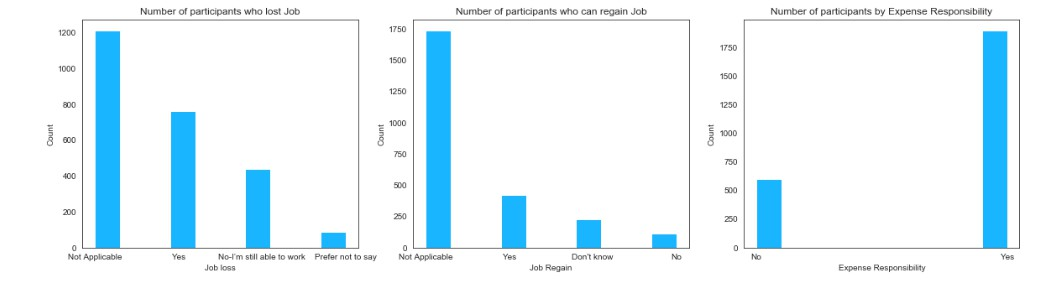 Number of participants who lost Job
1200
1000
800
600
400
200
0
Count
Not Applicable Yes No-I'm still able to work Prefer not to say
Job loss
Number of participants who can regain Job
1750
1500
1250
1000
750
500
250
0
Count
Not Applicable Yes Don't know No
Job Regain
Number of participants by Expense Responsibility
1750
1500
1250
1000
750
500
250
0
Count
No Yes
Expense Responsibility